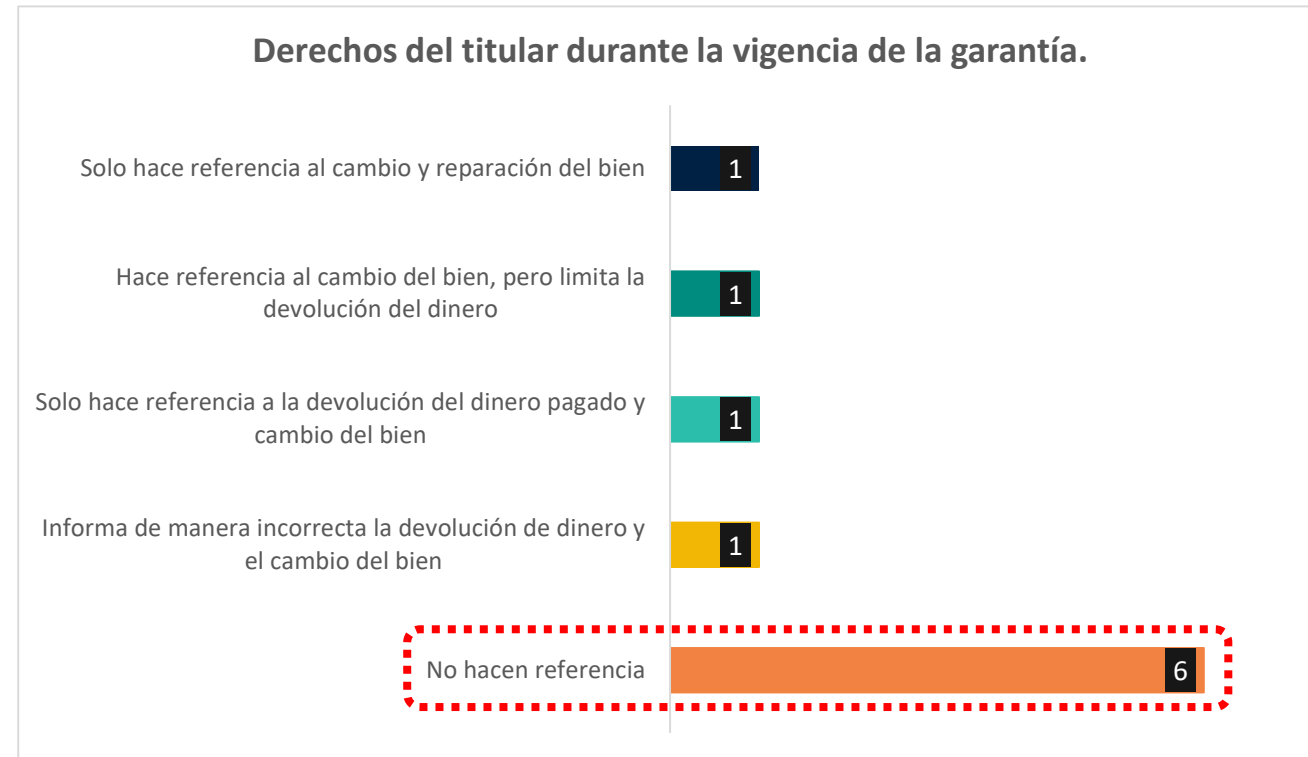 Derechos del titular durante la vigencia de la garantía.
Solo hace referencia al cambio y reparación del bien
1
Hace referencia al cambio del bien, pero limita la
devolución del dinero
1
Solo hace referencia a la devolución del dinero pagado y
cambio del bien
1
Informa de manera incorrecta la devolución de dinero y
el cambio del bien
1
No hacen referencia
6